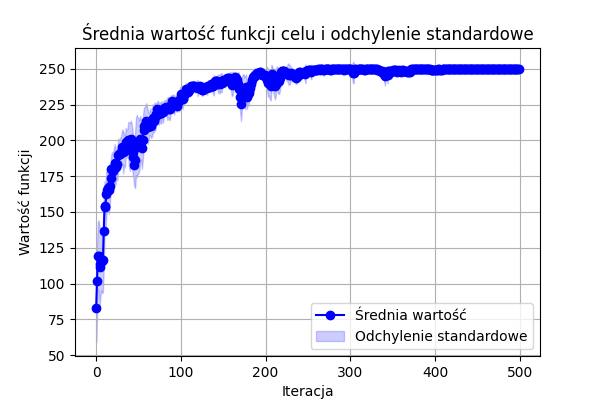 Średnia wartość funkcji celu i odchylenie standardowe
Wartość funkcji
250
225
200
175
150
125
100
75
50
0 100 200 300 400 500
Iteracja
Średnia wartość
Odchylenie standardowe